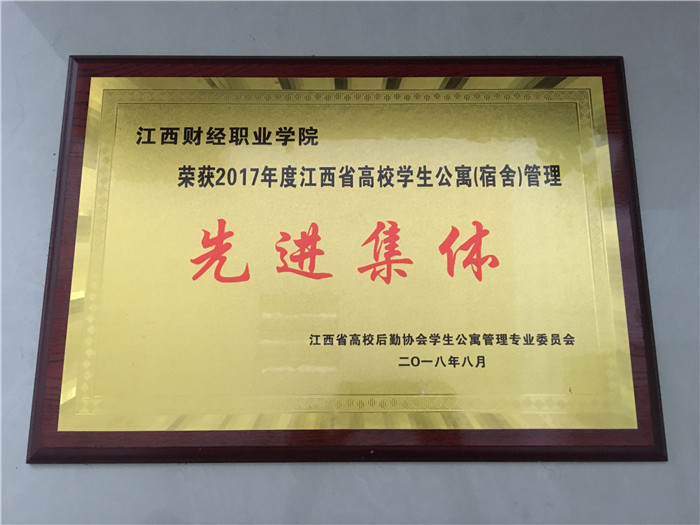 江西财经职业学院
荣获2017年度江西省高校学生公寓(宿舍)管理
先进集体
江西省高校后勤协会学生公寓管理专业委员会
二〇一八年八月